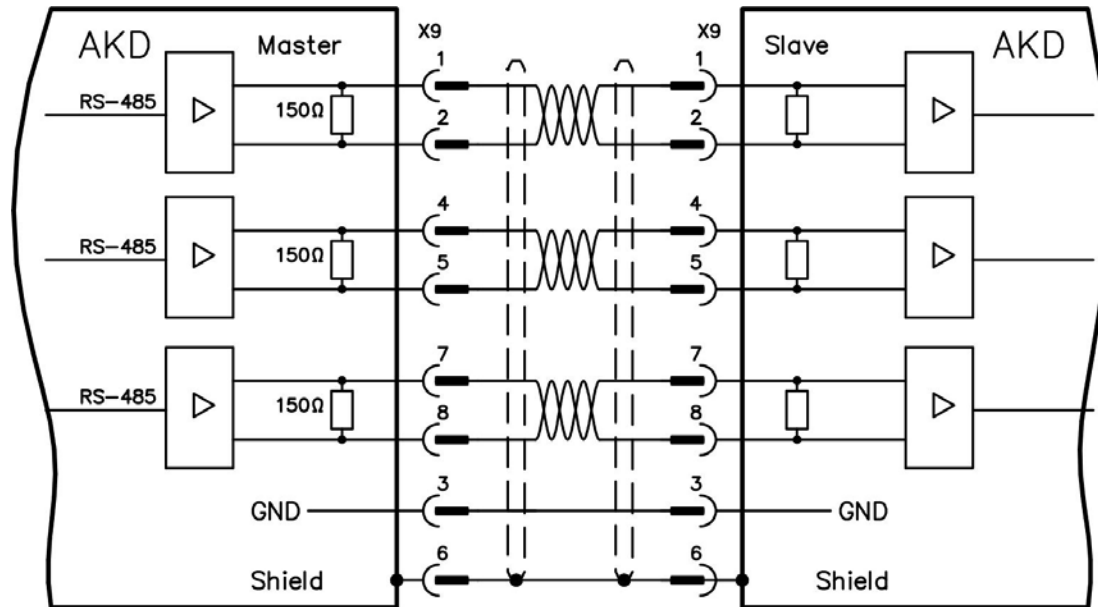 AKD Master X9 X9 Slave AKD
1 1
RS-485 150Ω
2 2
4 4
RS-485 150Ω
5 5
7 7
RS-485 150Ω
8 8
3 3
GND GND
6 6
Shield Shield